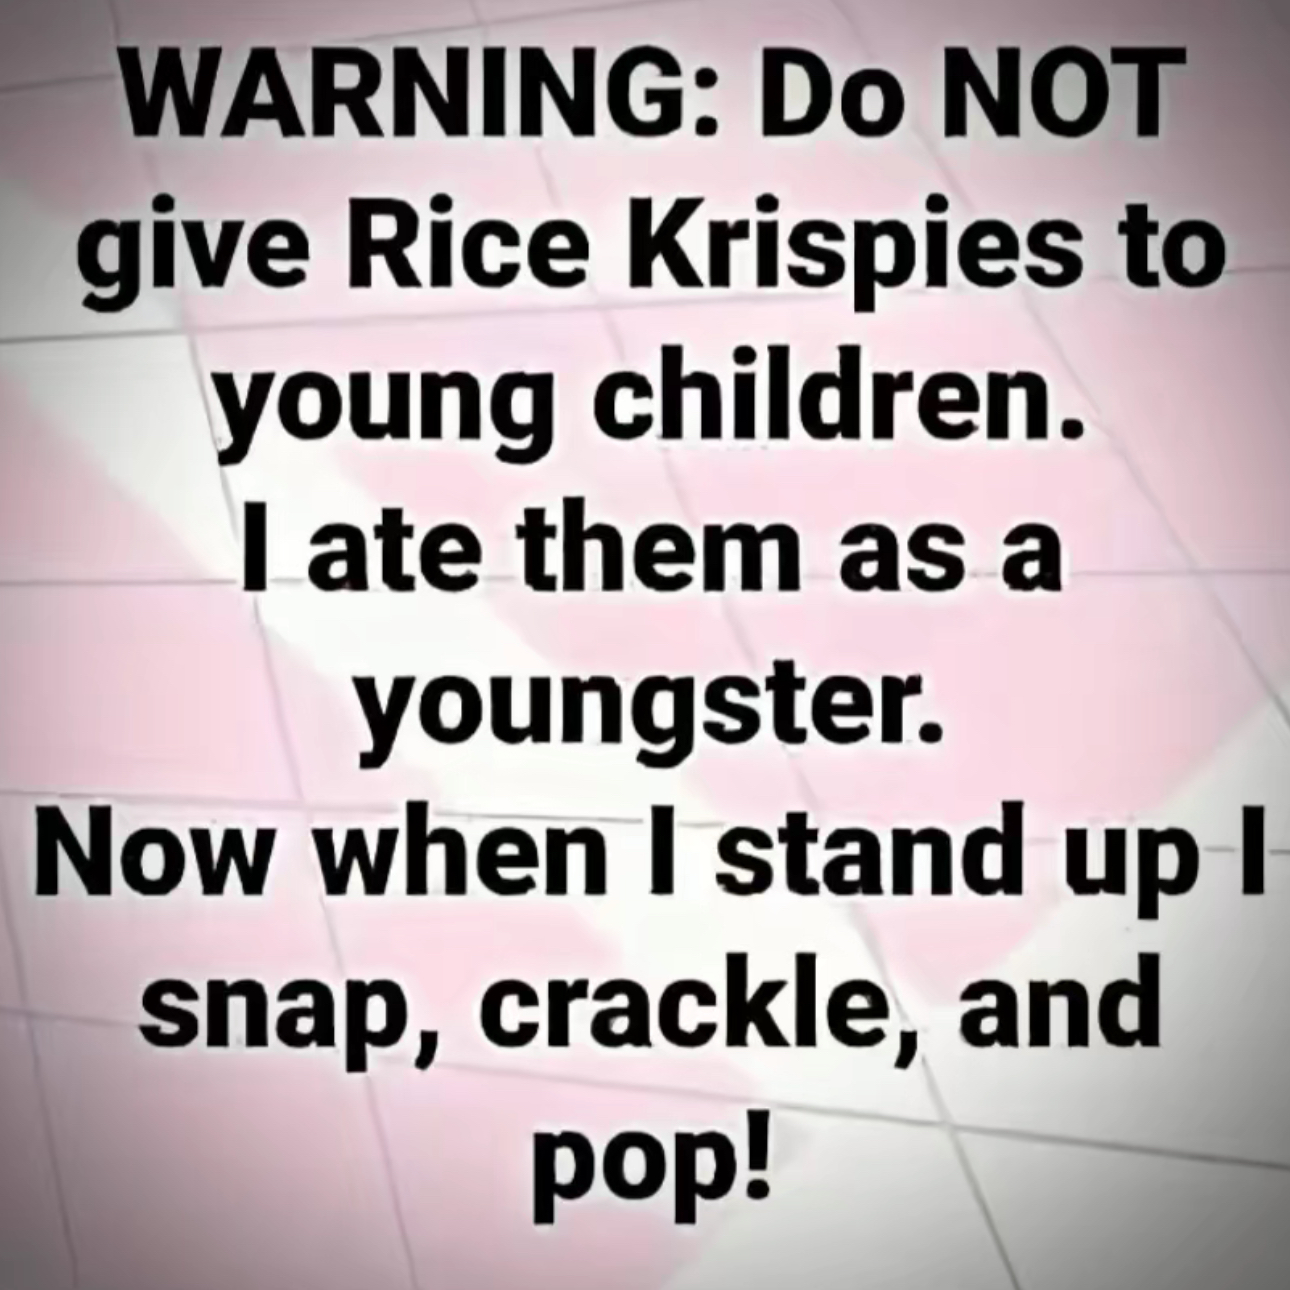 WARNING: Do NOT
give Rice Krispies to
young children.
I ate them as a
youngster.
Now when I stand up I
snap, crackle, and
pop!